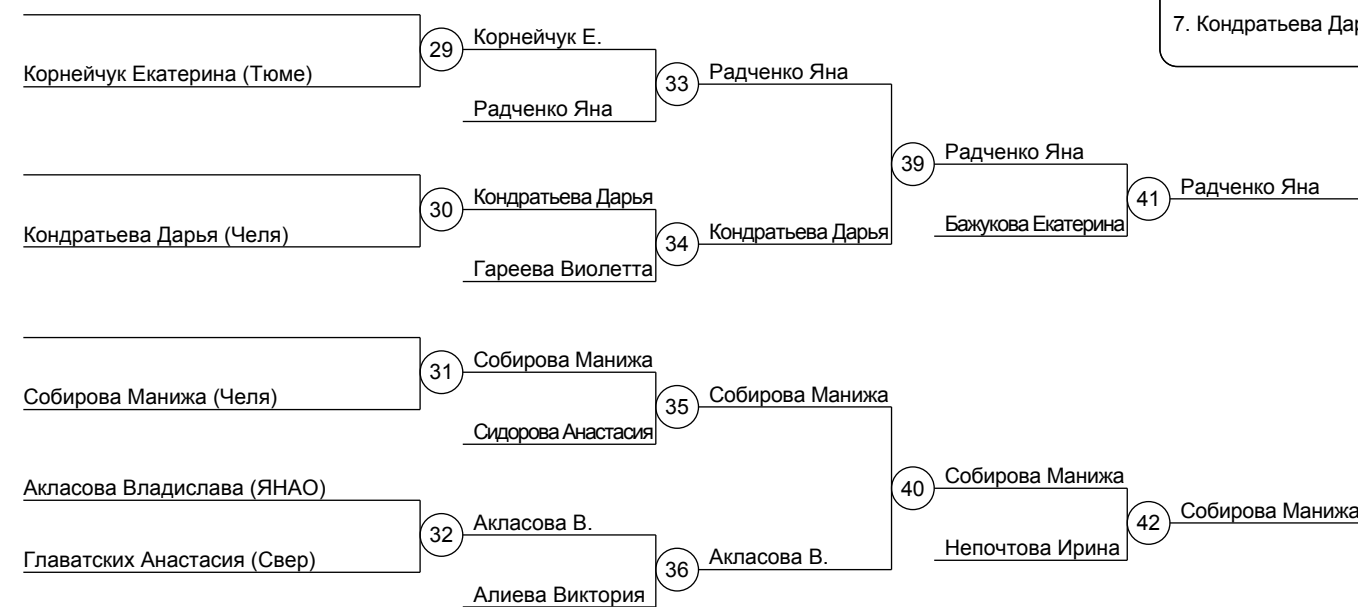 7. Кондратьева Дар
Корнейчук Екатерина (Тюме)
29
Корнейчук Е.
Радченко Яна
33
Радченко Яна
Кондратьева Дарья (Челя)
30
Кондратьева Дарья
Гареева Виолетта
34
Кондратьева Дарья
39
Радченко Яна
Бажукова Екатерина
41
Радченко Яна
Собирова Манижа (Челя)
31
Собирова Манижа
Сидорова Анастасия
35
Собирова Манижа
Акласова Владислава (ЯНАО)
Главатских Анастасия (Свер)
32
Акласова В.
Алиева Виктория
36
Акласова В.
40
Собирова Манижа
Непочтова Ирина
42
Собирова Манижа